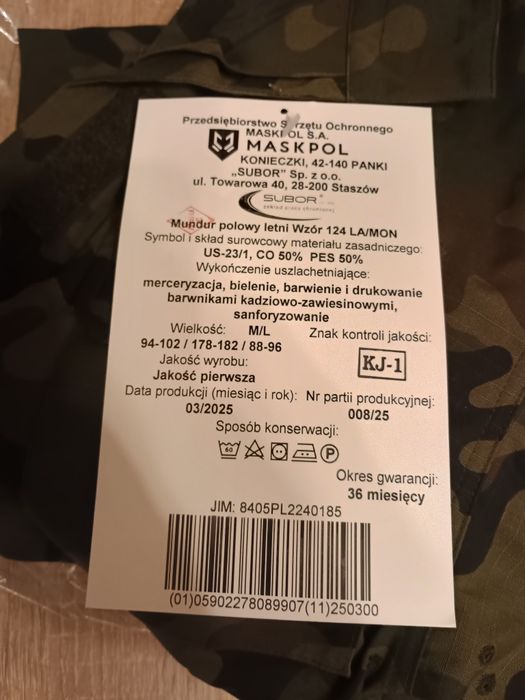 Przedsiębiorstwo Sprzętu Ochronnego
MASKPOL S.A.
MASKPOL
KONIECZKI, 42-140 PANKI
„SUBOR” Sp. z o.o.
ul. Towarowa 40, 28-200 Staszów
SUBOR
zakład pracy chronionej
Mundur polowy letni Wzór 124 LA/MON
Symbol i skład surowcowy materiału zasadniczego:
US-23/1, CO 50% PES 50%
Wykończenie uszlachetniające:
merceryzacja, bielenie, barwienie i drukowanie
barwnikami kadziowo-zawiesinowymi,
sanforyzowanie
Wielkość: M/L
Znak kontroli jakości:
94-102 / 178-182 / 88-96
KJ-1
Jakość wyrobu:
Jakość pierwsza
Data produkcji (miesiąc i rok): Nr partii produkcyjnej:
03/2025 008/25
Sposób konserwacji:
60 P
Okres gwarancji:
36 miesięcy
JIM: 8405PL2240185
(01)05902278089907(11)250300